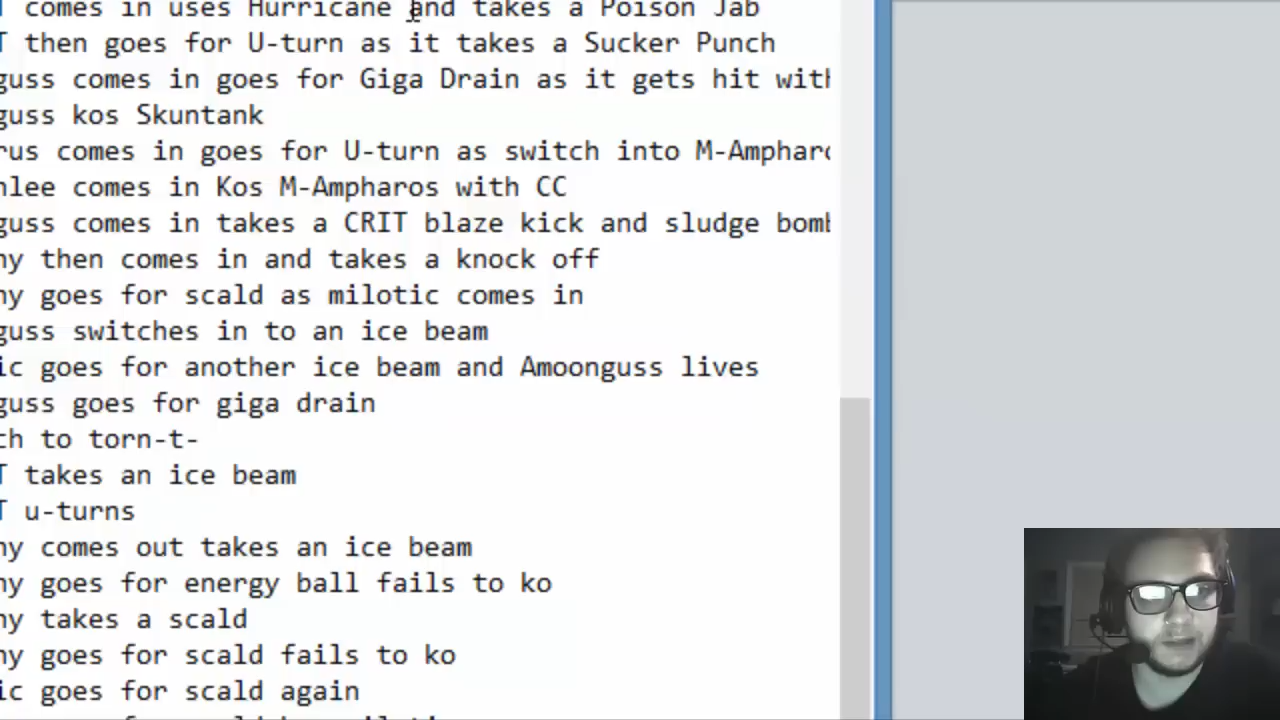 comes in uses Hurricane and takes a Poison Jab
T then goes for U-turn as it takes a Sucker Punch
guss comes in goes for Giga Drain as it gets hit with
guss kos Skuntank
rus comes in goes for U-turn as switch into M-Ampharo
nlee comes in Kos M-Ampharos with CC
guss comes in takes a CRIT blaze kick and sludge bomb
ny then comes in and takes a knock off
ny goes for scald as milotic comes in
guss switches in to an ice beam
ic goes for another ice beam and Amoonguss lives
guss goes for giga drain
ch to torn-t-
T takes an ice beam
T u-turns
ny comes out takes an ice beam
ny goes for energy ball fails to ko
ny takes a scald
ny goes for scald fails to ko
ic goes for scald again